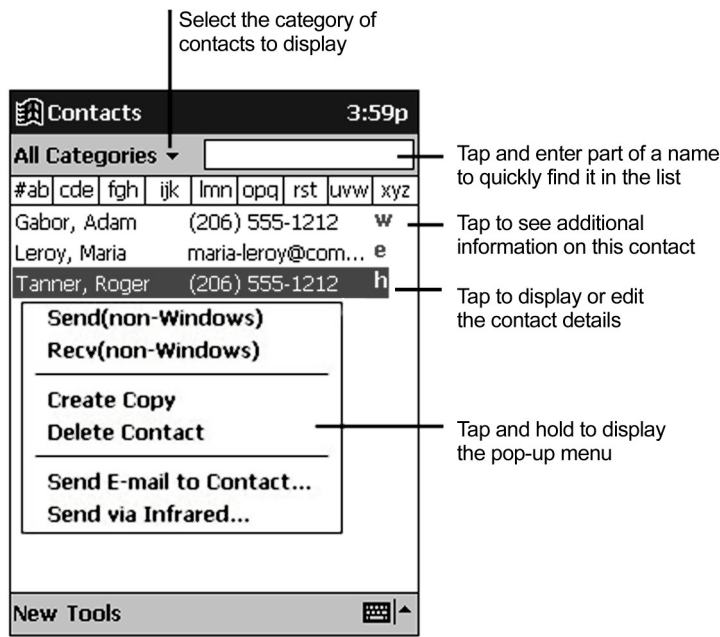 Select the category of
contacts to display
Contacts 3:59p
All Categories
Tap and enter part of a name
to quickly find it in the list
#ab cde fgh ijk lmn opq rst uvw xyz
Gabor, Adam (206) 555-1212 w
Tap to see additional
information on this contact
Leroy, Maria maria-leroy@com... e
Tanner, Roger (206) 555-1212 h
Tap to display or edit
the contact details
Send(non-Windows)
Recv(non-Windows)
Create Copy
Delete Contact
Tap and hold to display
the pop-up menu
Send E-mail to Contact...
Send via Infrared...
New Tools